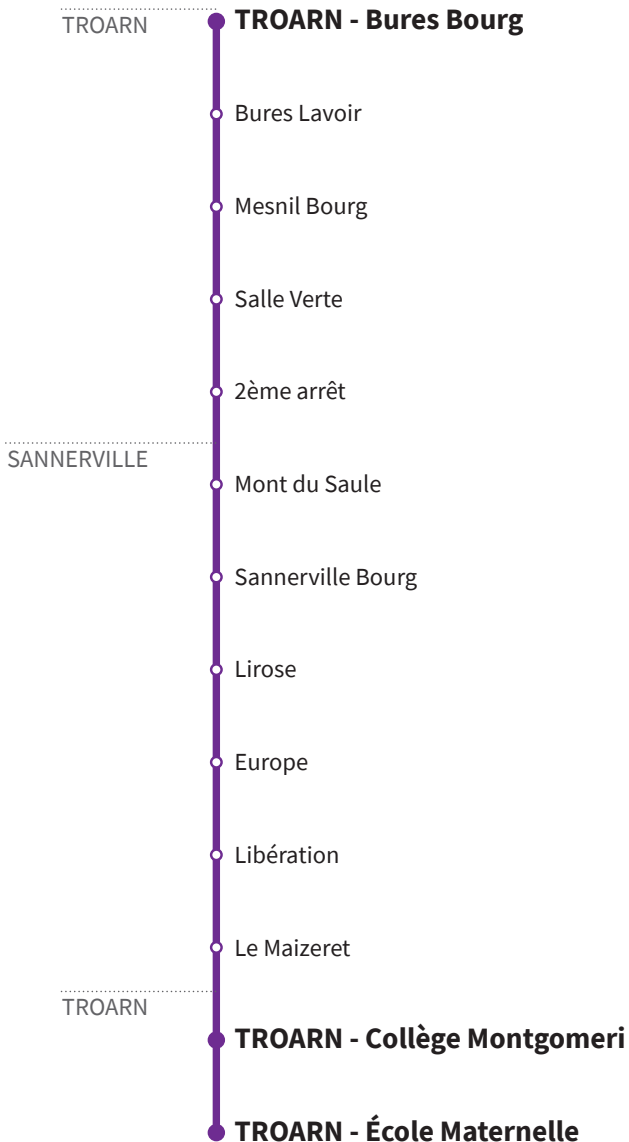 TROARN
TROARN - Bures Bourg
Bures Lavoir
Mesnil Bourg
Salle Verte
2ème arrêt
SANNERVILLE
Mont du Saule
Sannerville Bourg
Lirose
Europe
Libération
Le Maizeret
TROARN
TROARN - Collège Montgomeri
TROARN - École Maternelle